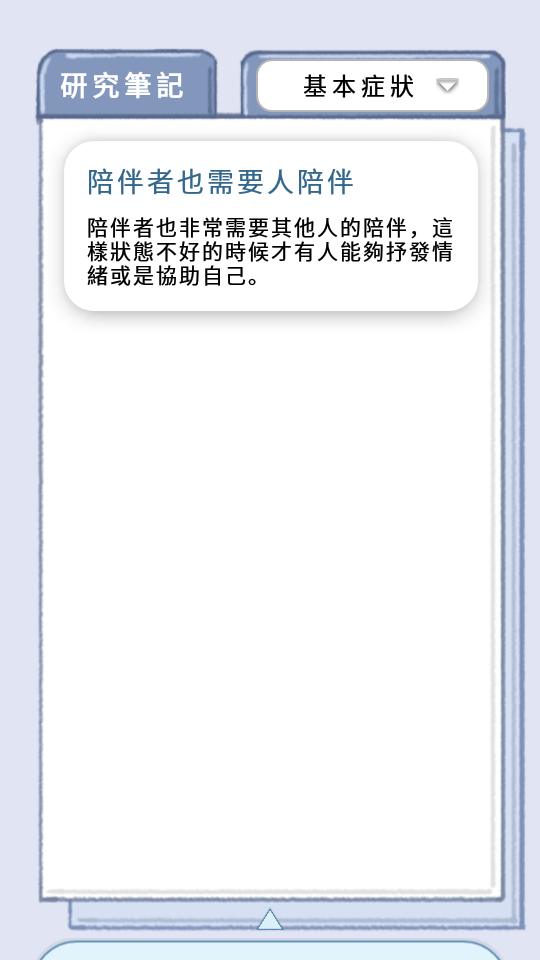 研究筆記
基本症狀
陪伴者也需要人陪伴
陪伴者也非常需要其他人的陪伴，這
樣狀態不好的時候才有人能夠抒發情
緒或是協助自己。